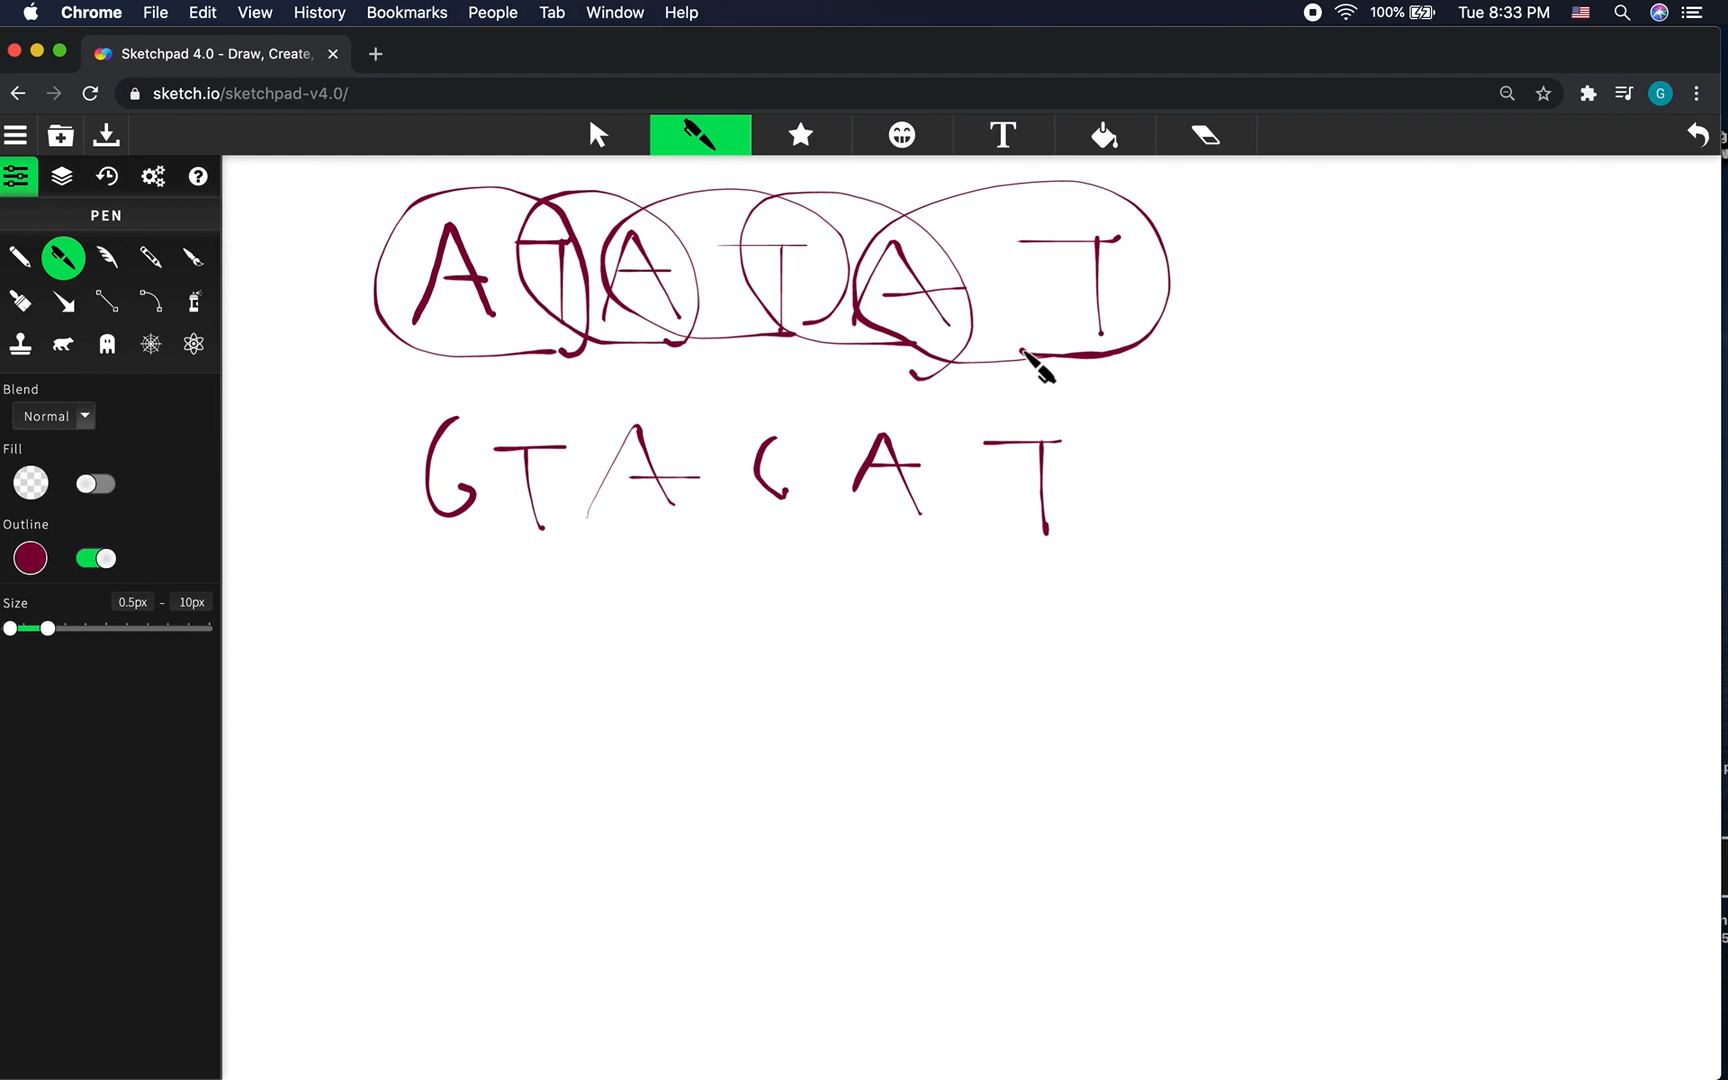 Chrome File Edit View History Bookmarks People Tab Window Help 100% Tue 8:33 PM
Sketchpad 4.0 - Draw, Create,
sketch.io/sketchpad-v4.0/ G
T
PEN
A T A T A T
Blend
Normal
G T A C A T
Fill
Outline
Size 0.5px - 10px